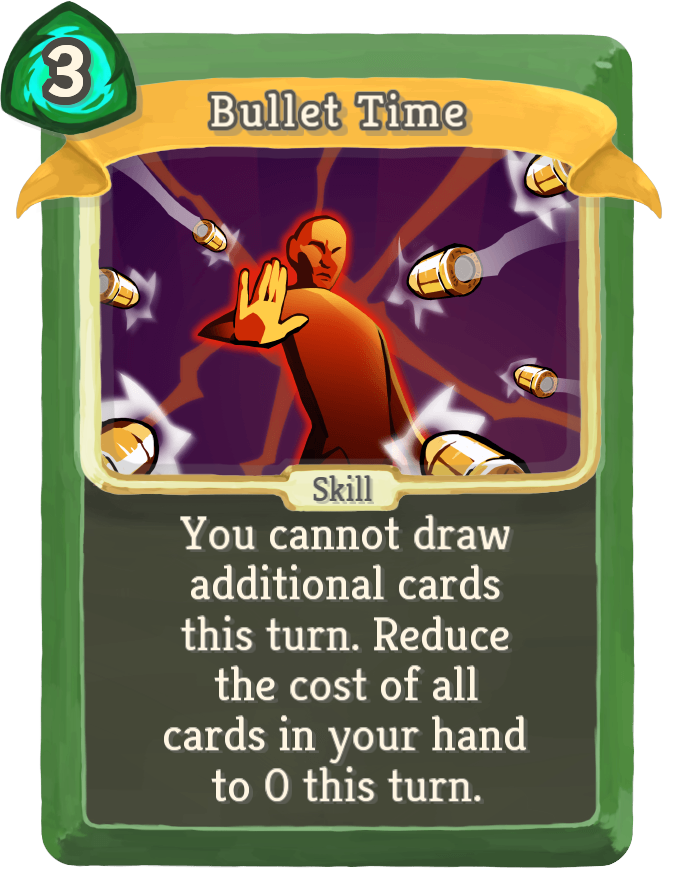 3
Bullet Time
Skill
You cannot draw
additional cards
this turn. Reduce
the cost of all
cards in your hand
to 0 this turn.